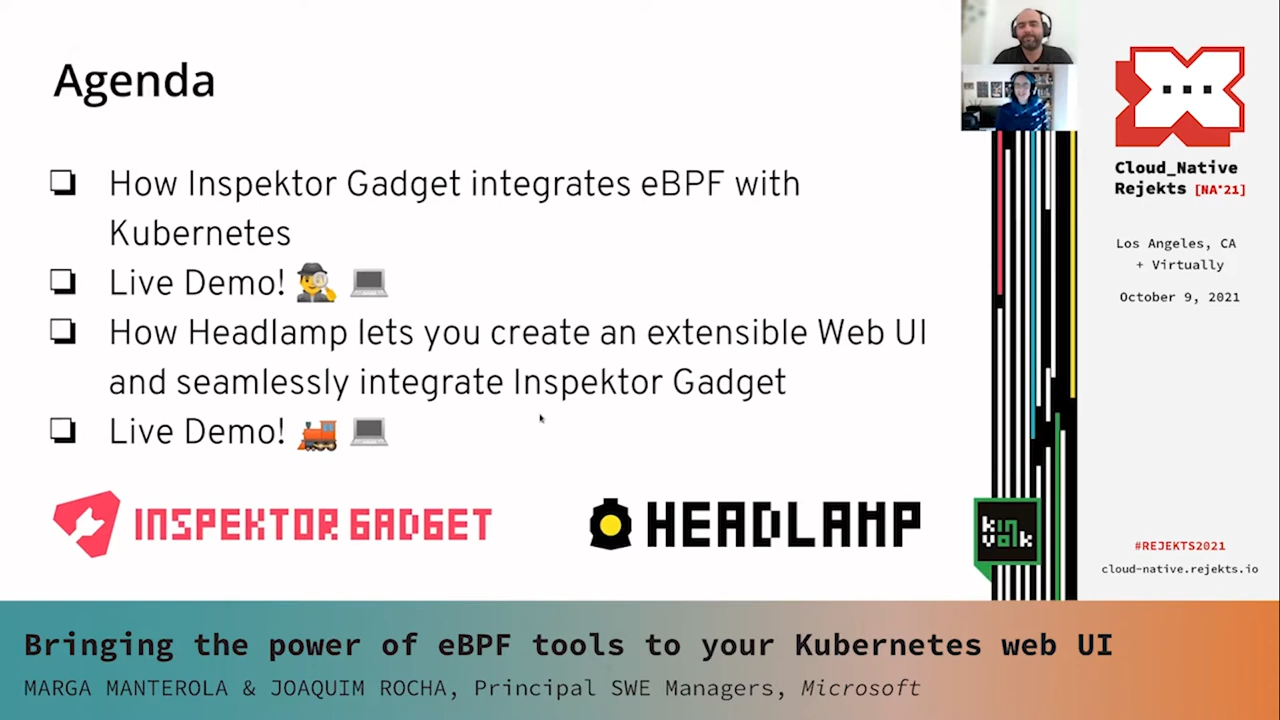 Agenda
How Inspektor Gadget integrates eBPF with
Kubernetes
Live Demo!
How Headlamp lets you create an extensible Web UI
and seamlessly integrate Inspektor Gadget
Live Demo!
INSPEKTOR GADGET
HEADLAMP
kin
volk
Cloud_Native
Rejekts [NA'21]
Los Angeles, CA
+ Virtually
October 9, 2021
#REJEKTS2021
cloud-native.rejekts.io
Bringing the power of eBPF tools to your Kubernetes web UI
MARGA MANTEROLA & JOAQUIM ROCHA, Principal SWE Managers, Microsoft